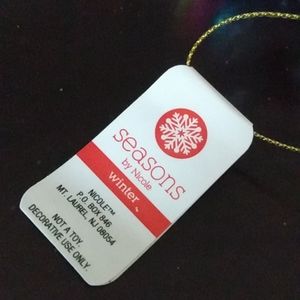 seasons
by Nicole
winter
NICOLE™
P.O. BOX 846
MT. LAUREL, NJ 08054
NOT A TOY.
DECORATIVE USE ONLY.